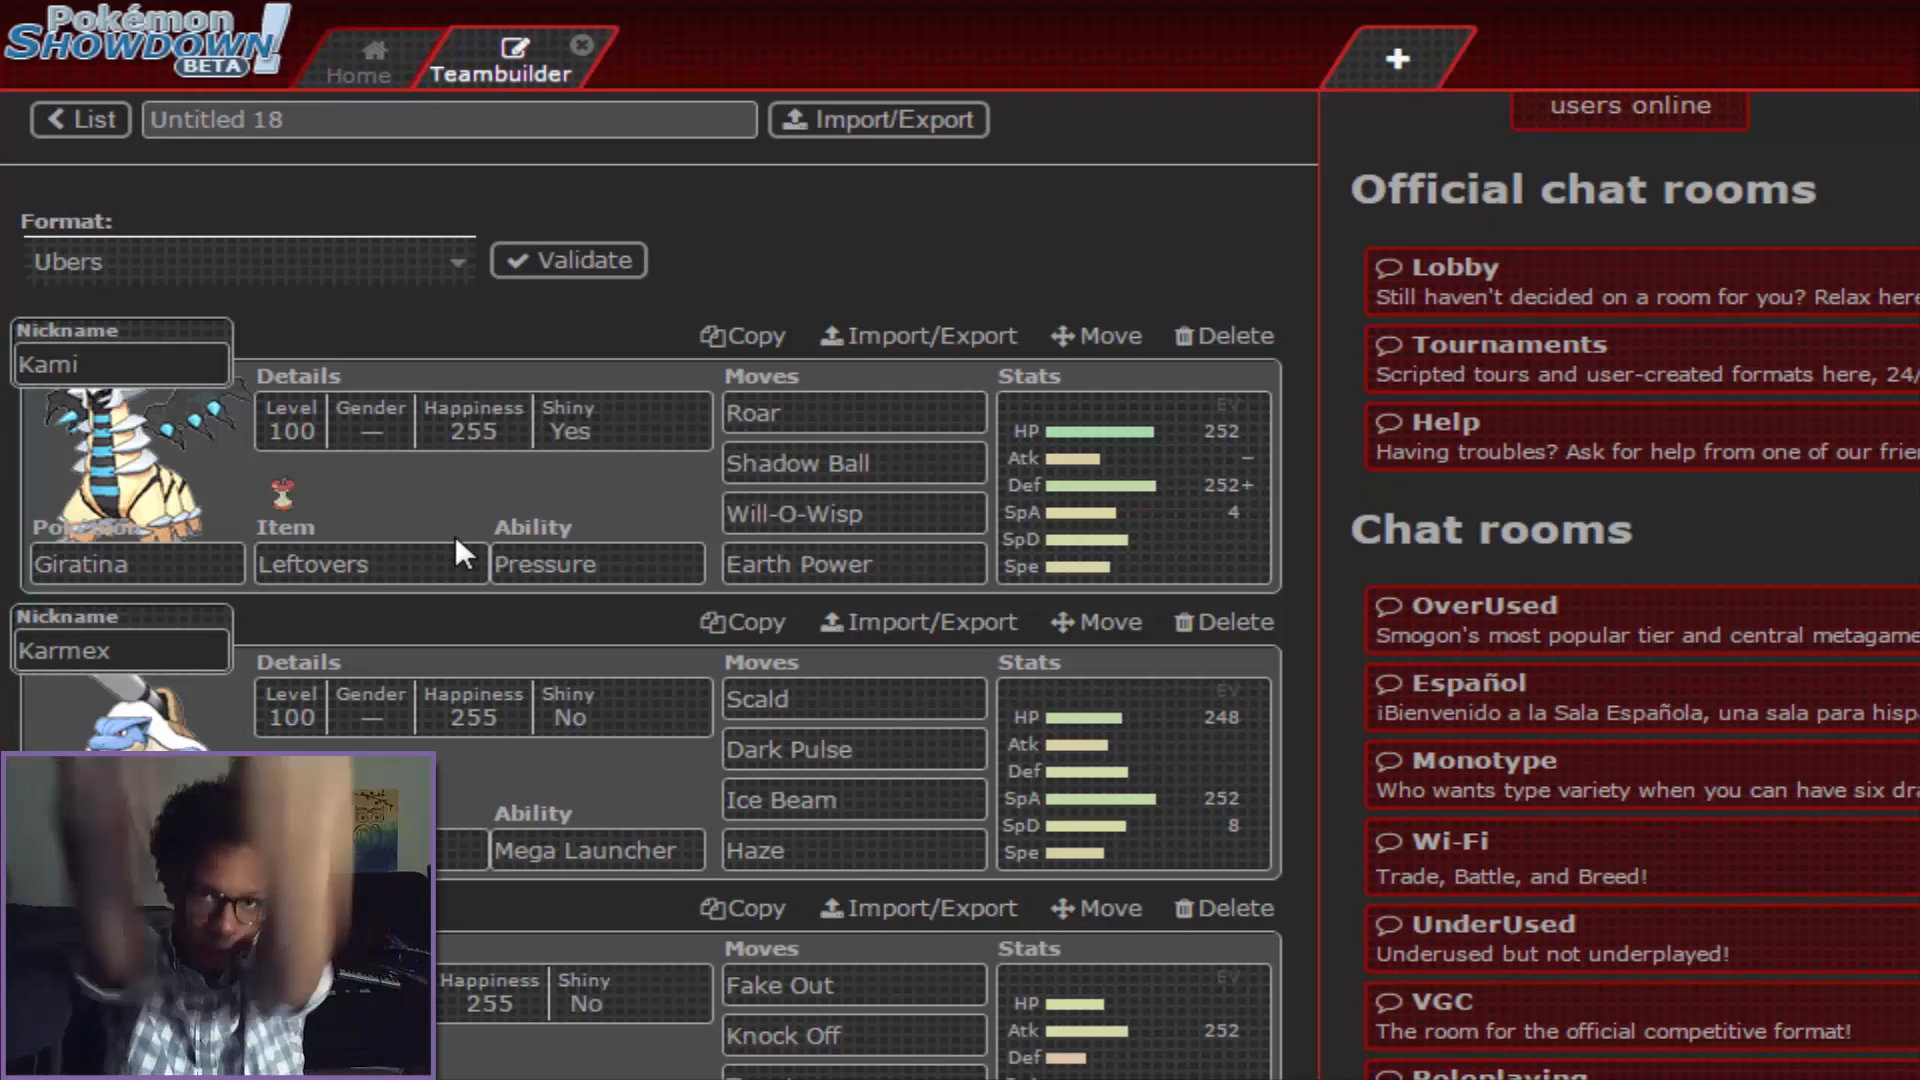 Pokémon
SHOWDOWN!
BETA
Home
Teambuilder
List
Untitled 18
Import/Export
users online
Official chat rooms
Format:
Ubers
Validate
Lobby
Still haven't decided on a room for you? Relax here
Tournaments
Scripted tours and user-created formats here, 24/
Help
Having troubles? Ask for help from one of our frie
Nickname
Kami
Copy Import/Export Move Delete
Details
Level Gender Happiness Shiny
100 — 255 Yes
Pokémon
Giratina
Item
Leftovers
Ability
Pressure
Moves
Roar
Shadow Ball
Will-O-Wisp
Earth Power
Stats
EV
HP 252
Atk −
Def 252+
SpA 4
SpD
Spe
Chat rooms
OverUsed
Smogon's most popular tier and central metagame
Español
¡Bienvenido a la Sala Española, una sala para hisp
Monotype
Who wants type variety when you can have six dra
Wi-Fi
Trade, Battle, and Breed!
UnderUsed
Underused but not underplayed!
VGC
The room for the official competitive format!
Roleplaying
Nickname
Karmex
Copy Import/Export Move Delete
Details
Level Gender Happiness Shiny
100 — 255 No
Ability
Mega Launcher
Moves
Scald
Dark Pulse
Ice Beam
Haze
Stats
EV
HP 248
Atk
Def
SpA 252
SpD 8
Spe
Copy Import/Export Move Delete
Happiness Shiny
255 No
Moves
Fake Out
Knock Off
Stats
EV
HP
Atk 252
Def